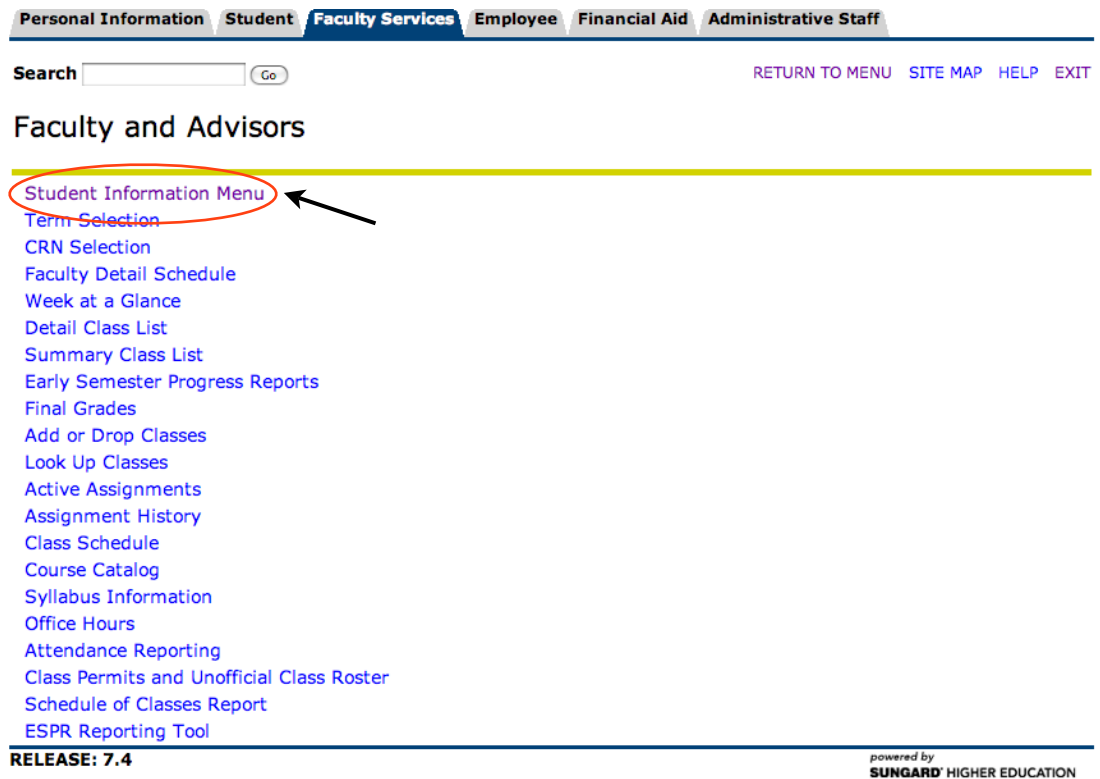 Personal Information Student Faculty Services Employee Financial Aid Administrative Staff
Search Go RETURN TO MENU SITE MAP HELP EXIT
Faculty and Advisors
Student Information Menu
Term Selection
CRN Selection
Faculty Detail Schedule
Week at a Glance
Detail Class List
Summary Class List
Early Semester Progress Reports
Final Grades
Add or Drop Classes
Look Up Classes
Active Assignments
Assignment History
Class Schedule
Course Catalog
Syllabus Information
Office Hours
Attendance Reporting
Class Permits and Unofficial Class Roster
Schedule of Classes Report
ESPR Reporting Tool
RELEASE: 7.4 powered by
SUNGARD' HIGHER EDUCATION